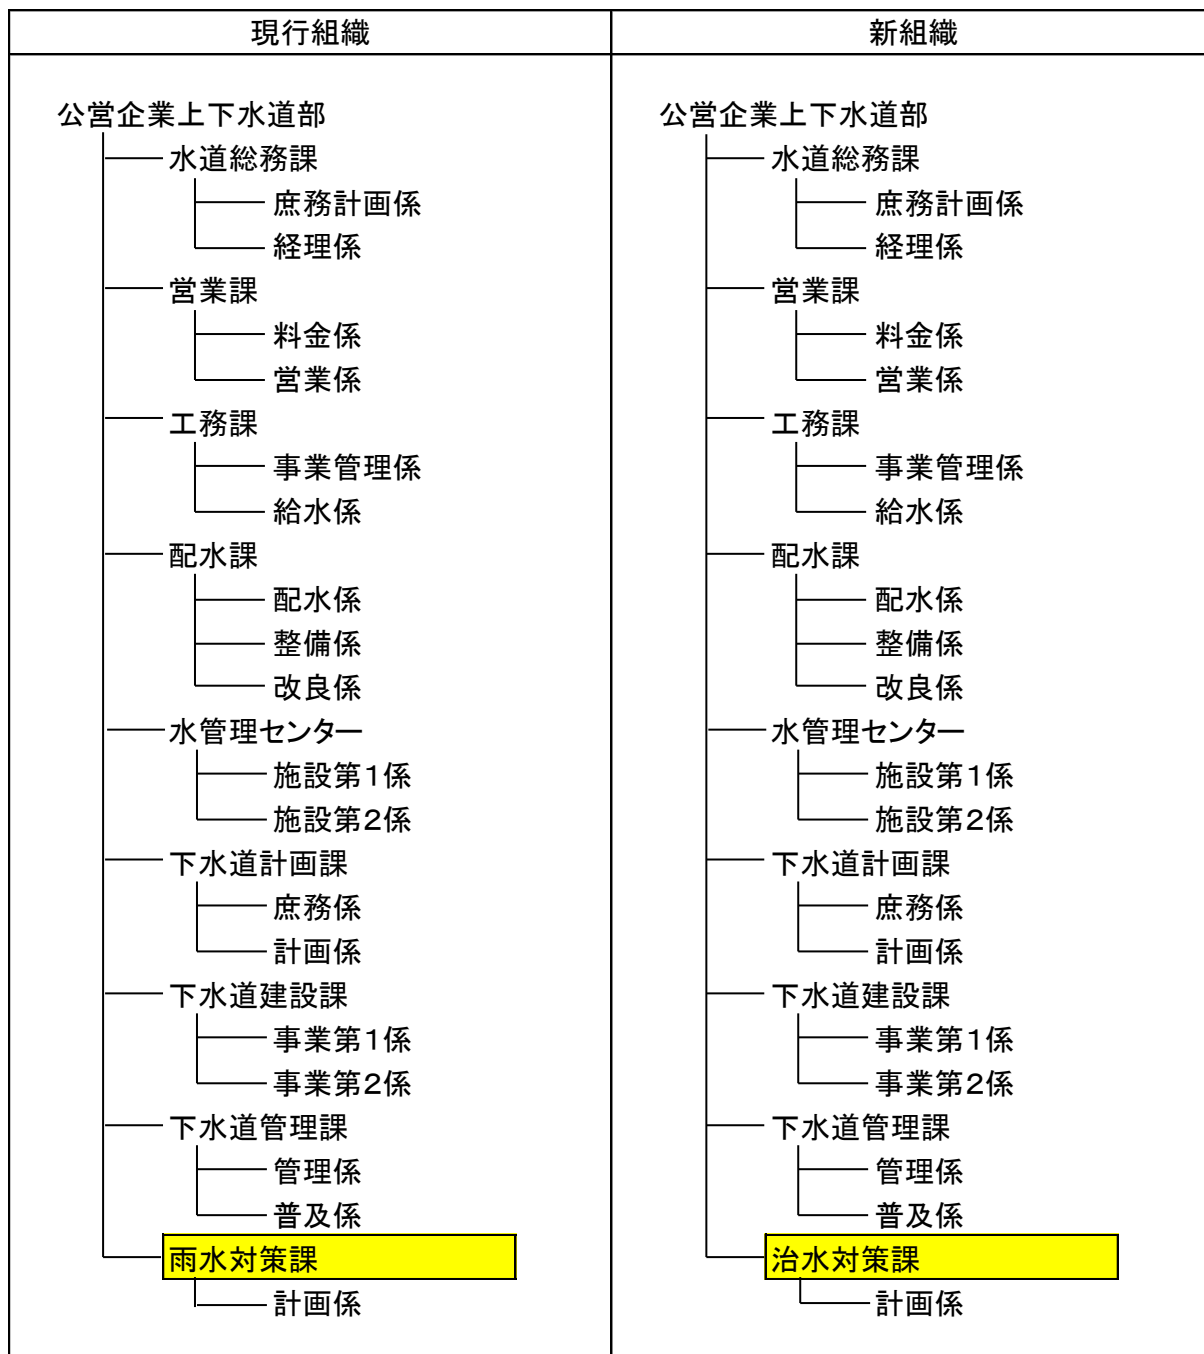 現行組織
新組織
公営企業上下水道部
水道総務課
庶務計画係
経理係
営業課
料金係
営業係
工務課
事業管理係
給水係
配水課
配水係
整備係
改良係
水管理センター
施設第1係
施設第2係
下水道計画課
庶務係
計画係
下水道建設課
事業第1係
事業第2係
下水道管理課
管理係
普及係
雨水対策課
計画係
公営企業上下水道部
水道総務課
庶務計画係
経理係
営業課
料金係
営業係
工務課
事業管理係
給水係
配水課
配水係
整備係
改良係
水管理センター
施設第1係
施設第2係
下水道計画課
庶務係
計画係
下水道建設課
事業第1係
事業第2係
下水道管理課
管理係
普及係
治水対策課
計画係